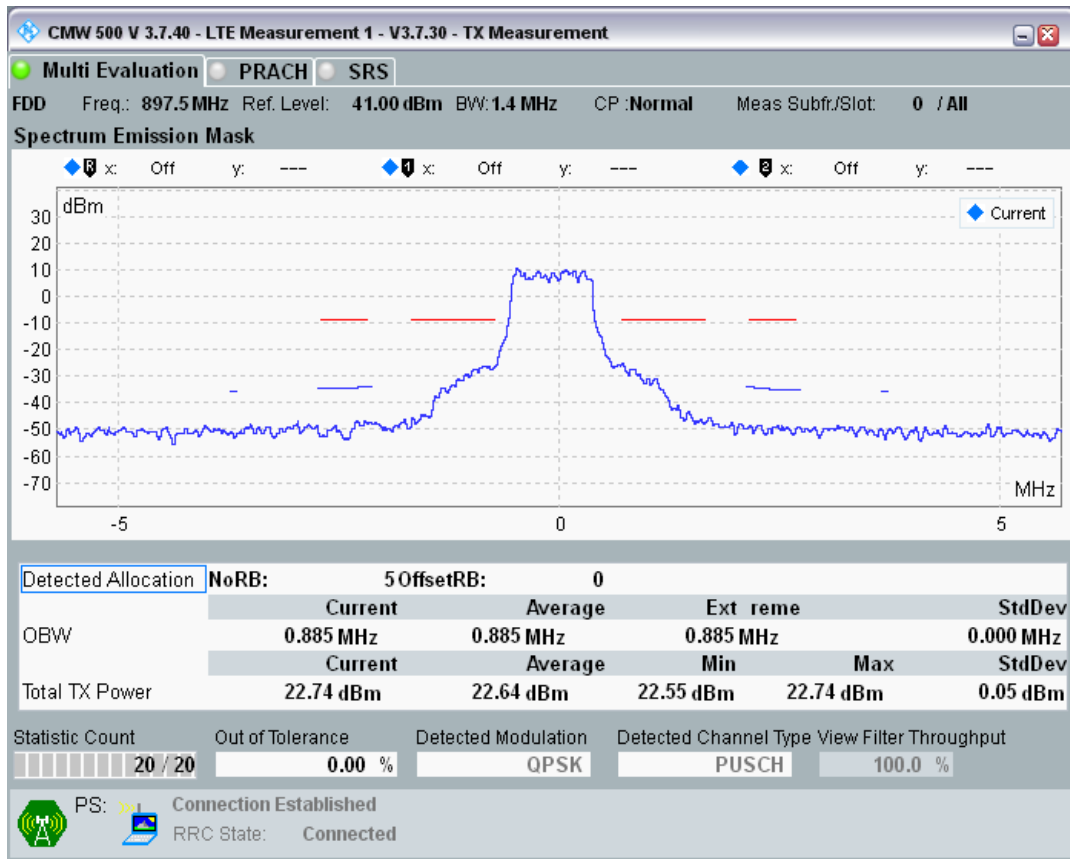 CMW 500 V 3.7.40 - LTE Measurement 1 - V3.7.30 - TX Measurement
Multi Evaluation PRACH SRS
FDD Freq.: 897.5 MHz Ref. Level: 41.00 dBm BW: 1.4 MHz CP :Normal Meas Subfr./Slot: 0 / All
Spectrum Emission Mask
R x: Off y: --- 1 x: Off y: --- 2 x: Off y: ---
dBm
Current
30
20
10
0
-10
-20
-30
-40
-50
-60
-70
MHz
-5 0 5
Detected Allocation NoRB: 5 OffsetRB: 0
Current Average Ext reme StdDev
OBW 0.885 MHz 0.885 MHz 0.885 MHz 0.000 MHz
Current Average Min Max StdDev
Total TX Power 22.74 dBm 22.64 dBm 22.55 dBm 22.74 dBm 0.05 dBm
Statistic Count Out of Tolerance Detected Modulation Detected Channel Type View Filter Throughput
20 / 20 0.00 % QPSK PUSCH 100.0 %
PS: Connection Established
RRC State: Connected